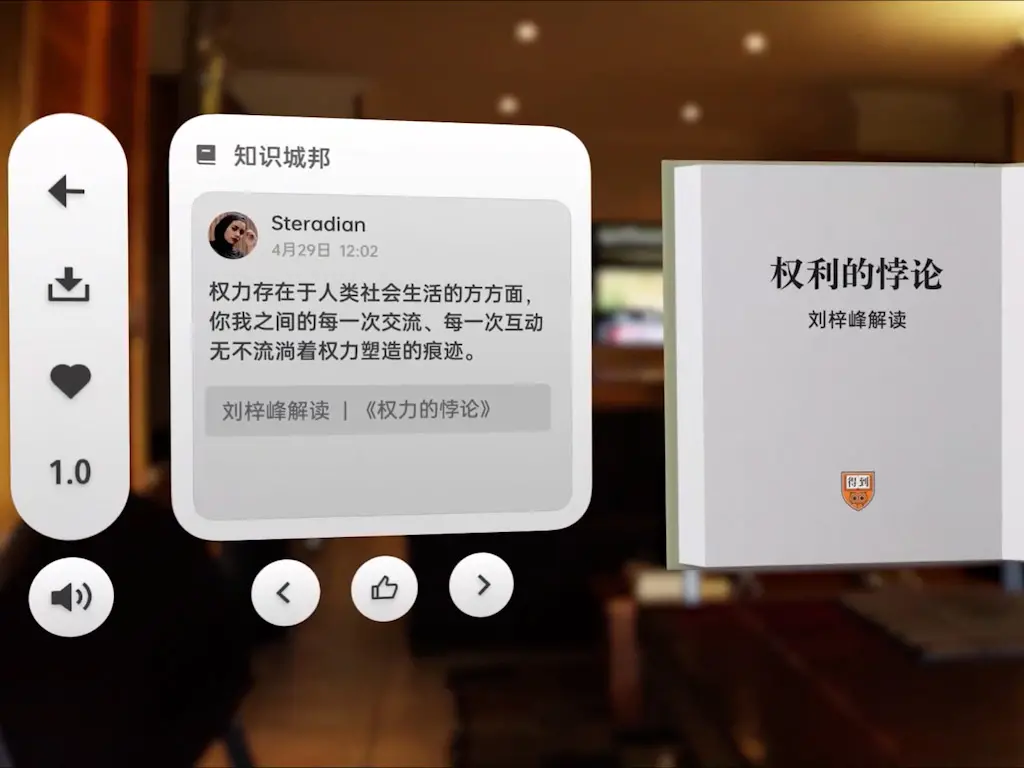 知识城邦
Steradian
4月29日 12:02
权力存在于人类社会生活的方方面，
你我之间的每一次交流、每一次互动
无不流淌着权力塑造的痕迹。
刘梓峰解读 | 《权力的悖论》
1.0
权利的悖论
刘梓峰解读
得到